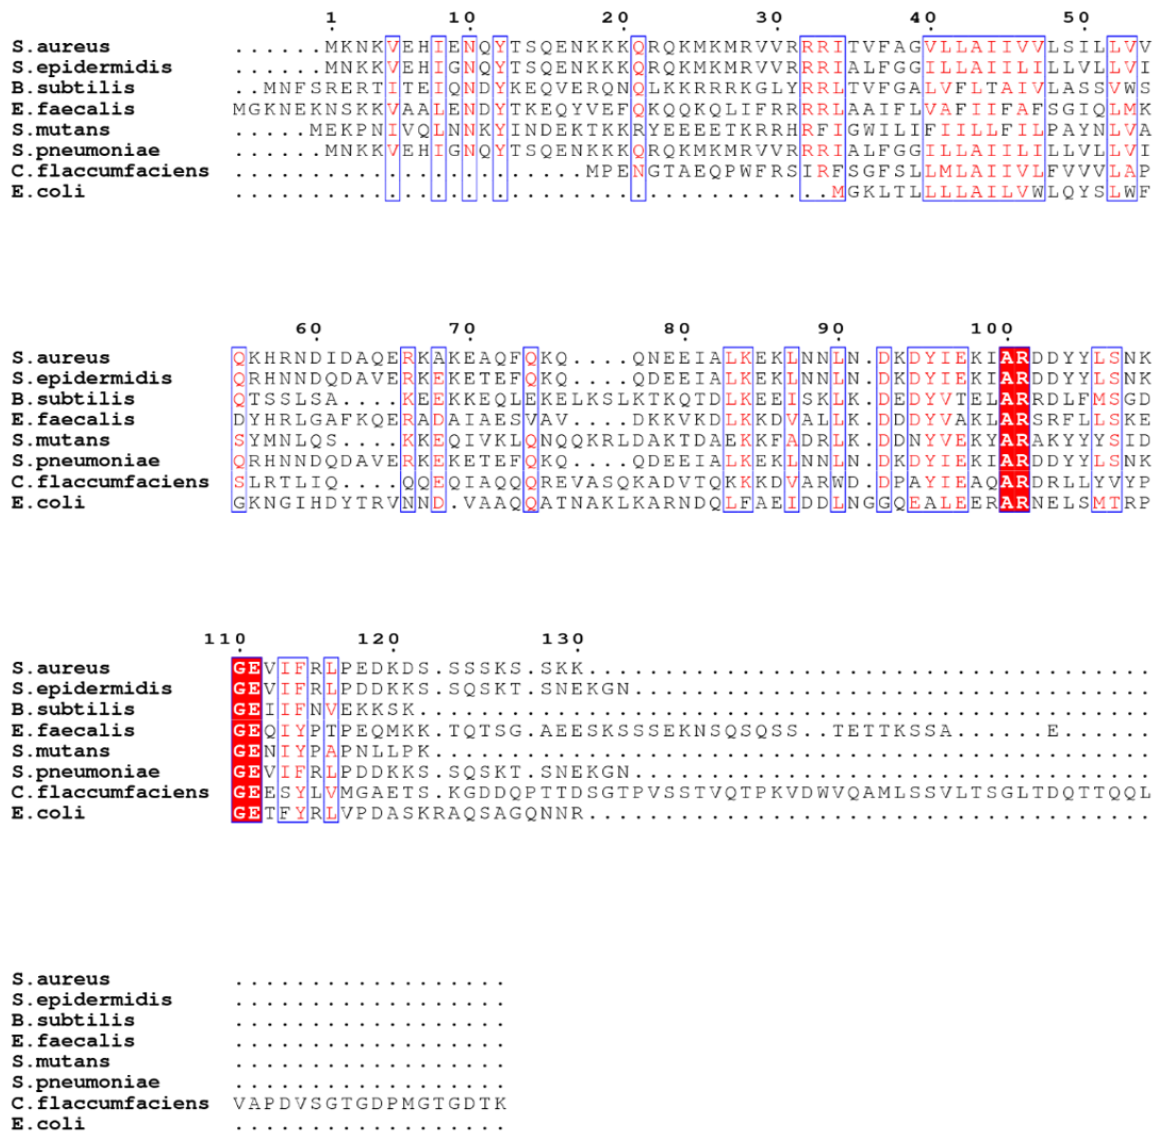 1 10 20 30 40 50
S.aureus ......MKNKVEHIENQYTSQENKKKQRQKMKMRVVRRRITVFAGVLLAIIVVLSILLVV
S.epidermidis ......MNKKVEHIGNQYTSQENKKKQRQKMKMRVVRRRIALFGGILLAIILILLVLLVI
B.subtilis ..MNFSRERTITEIQNDYKEQVERQNQLKKRRRKGLYRRRLTVFGALVFLTAIVLASSVWS
E.faecalis MGKNEKNSKKVAALENDYTKEQYVEFQKQQKQLIFRRRLAAIFLVAFIIFAFSGIQLMK
S.mutans .....MEKPNIVQLNNKYINDEKTKKRYEEEETKRRHRFIGWILIFIILLFILPAYNLVA
S.pneumoniae ......MNKKVEHIGNQYTSQENKKKQRQKMKMRVVRRRIALFGGILLAIILILLVLLVI
C.flaccumfaciens .......................MPENGTAEQPWFRSIRFSGFSLLMLAIIVLFVVVLAP
E.coli .......................................MGKLTLLLLAILVWLQYSLWF
60 70 80 90 100
S.aureus QKHRNDIDAQERKAKEAQFQKQ....QNEEIALKEKLNNLN.DKDYIEKIARDDYYLSNK
S.epidermidis QRHNNDQDAVERKEKETEFQKQ....QDEEIALKEKLNNLN.DKDYIEKIARDDYYLSNK
B.subtilis QTSSLSA....KEEKKEQLEKELKSLKTKQTDLKEEISKLK.DEDYVTELARRDLFMSGD
E.faecalis DYHRLGAFKQERADAIAESVAV....DKKVKDLKKDVALLK.DDDYVAKLARSRFLLSKE
S.mutans SYMNLQS....KKEQIVKLQNQQKRLDAKTDAEKKFADRLK.DDNYVEKYARAKYYYSID
S.pneumoniae QRHNNDQDAVERKEKETEFQKQ....QDEEIALKEKLNNLN.DKDYIEKIARDDYYLSNK
C.flaccumfaciens SLRTLIQ....QQEQIAQQQREVASQKADVTQKKKDVARWD.DPAYIEAQARDRLLYVYP
E.coli GKNGIHDYTRVNND.VAAQQATNAKLKARNDQLFAEIDDLNGGQEALEERARNELSMTRP
110 120 130
S.aureus GEVIFRLPEDKDS.SSSKS.SKK.....................................
S.epidermidis GEVIFRLPDDKKS.SQSKT.SNEKGN..................................
B.subtilis GEIIFNVEKKSK................................................
E.faecalis GEQIYPTPEQMKK.TQTSG.AEESKSSSEKNSQSQSS..TETTKSSA......E......
S.mutans GENIYPAPNLLPK...............................................
S.pneumoniae GEVIFRLPDDKKS.SQSKT.SNEKGN..................................
C.flaccumfaciens GEESYLVMGAETS.KGDDQPTTDSGTPVSSTVQTPKVDWVQAMLSSVLTSGLTDQTTQQL
E.coli GETFYRLVPDASKRAQSAGQNNR.....................................
S.aureus ..................
S.epidermidis ..................
B.subtilis ..................
E.faecalis ..................
S.mutans ..................
S.pneumoniae ..................
C.flaccumfaciens VAPDVSGTGDPMGTGDTK
E.coli ..................